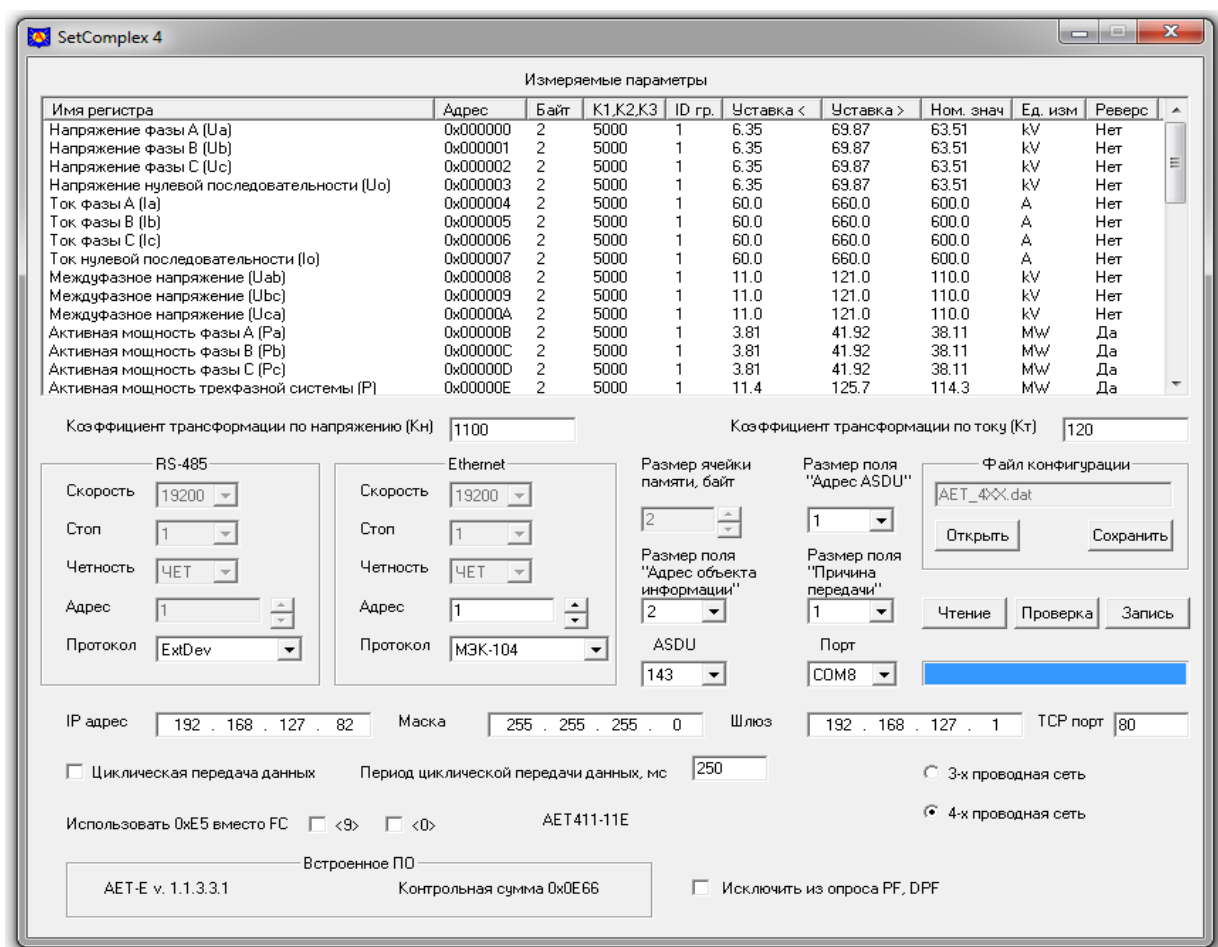 SetComplex 4
Измеряемые параметры
Имя регистра Адрес Байт К1,К2,К3 ID гр. Уставка < Уставка > Ном. знач Ед. изм Реверс
Напряжение фазы А (Ua) 0x000000 2 5000 1 6.35 69.87 63.51 kV Нет
Напряжение фазы В (Ub) 0x000001 2 5000 1 6.35 69.87 63.51 kV Нет
Напряжение фазы С (Uc) 0x000002 2 5000 1 6.35 69.87 63.51 kV Нет
Напряжение нулевой последовательности (Uo) 0x000003 2 5000 1 6.35 69.87 63.51 kV Нет
Ток фазы А (Ia) 0x000004 2 5000 1 60.0 660.0 600.0 A Нет
Ток фазы В (Ib) 0x000005 2 5000 1 60.0 660.0 600.0 A Нет
Ток фазы С (Ic) 0x000006 2 5000 1 60.0 660.0 600.0 A Нет
Ток нулевой последовательности (Io) 0x000007 2 5000 1 60.0 660.0 600.0 A Нет
Междуфазное напряжение (Uab) 0x000008 2 5000 1 11.0 121.0 110.0 kV Нет
Междуфазное напряжение (Ubc) 0x000009 2 5000 1 11.0 121.0 110.0 kV Нет
Междуфазное напряжение (Uca) 0x00000A 2 5000 1 11.0 121.0 110.0 kV Нет
Активная мощность фазы А (Pa) 0x00000B 2 5000 1 3.81 41.92 38.11 MW Да
Активная мощность фазы В (Pb) 0x00000C 2 5000 1 3.81 41.92 38.11 MW Да
Активная мощность фазы С (Pc) 0x00000D 2 5000 1 3.81 41.92 38.11 MW Да
Активная мощность трехфазной системы (P) 0x00000E 2 5000 1 11.4 125.7 114.3 MW Да
Коэффициент трансформации по напряжению (Кн) 1100 Коэффициент трансформации по току (Кт) 120
RS-485
Скорость 19200
Стоп 1
Четность ЧЕТ
Адрес 1
Протокол ExtDev
Ethernet
Скорость 19200
Стоп 1
Четность ЧЕТ
Адрес 1
Протокол МЭК-104
Размер ячейки
памяти, байт
2
Размер поля
"Адрес ASDU"
1
Размер поля
"Адрес объекта
информации"
2
Размер поля
"Причина
передачи"
1
ASDU
143
Порт
COM8
Файл конфигурации
AET_4XX.dat
Открыть Сохранить
Чтение Проверка Запись
IP адрес 192 . 168 . 127 . 82 Маска 255 . 255 . 255 . 0 Шлюз 192 . 168 . 127 . 1 TCP порт 80
Циклическая передача данных Период циклической передачи данных, мс 250
3-х проводная сеть
4-х проводная сеть
Использовать 0xE5 вместо FC <9> <0> AET411-11E
Встроенное ПО
AET-E v. 1.1.3.3.1 Контрольная сумма 0x0E66
Исключить из опроса PF, DPF